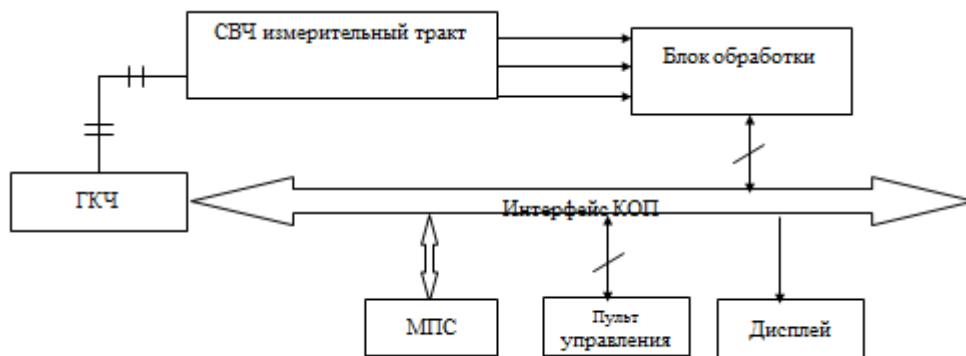 СВЧ измерительный тракт
Блок обработки
ГКЧ
Интерфейс КОП
МПС
Пульт
управления
Дисплей